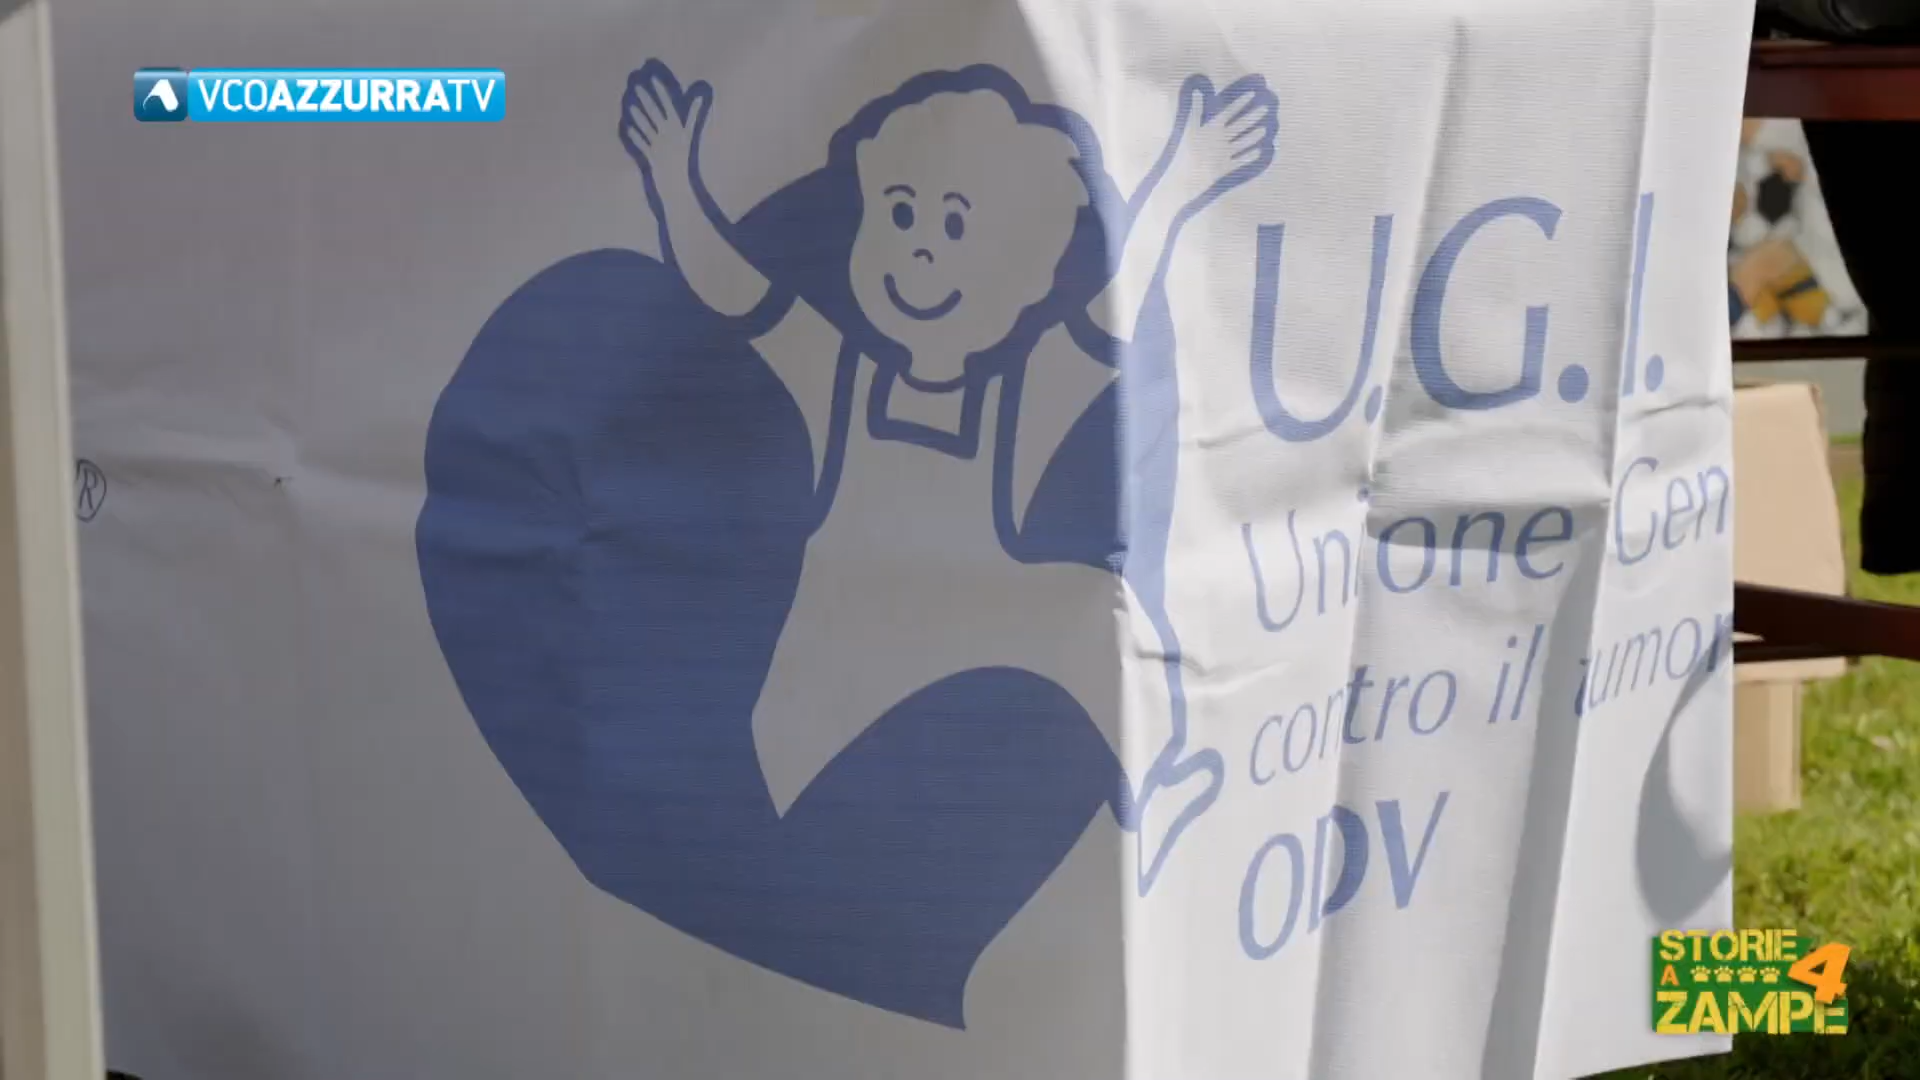 VCOAZZURRATV
®
U.G.I.
Unione Gen
contro il tumor
ODV
STORIE
A 4
ZAMPE